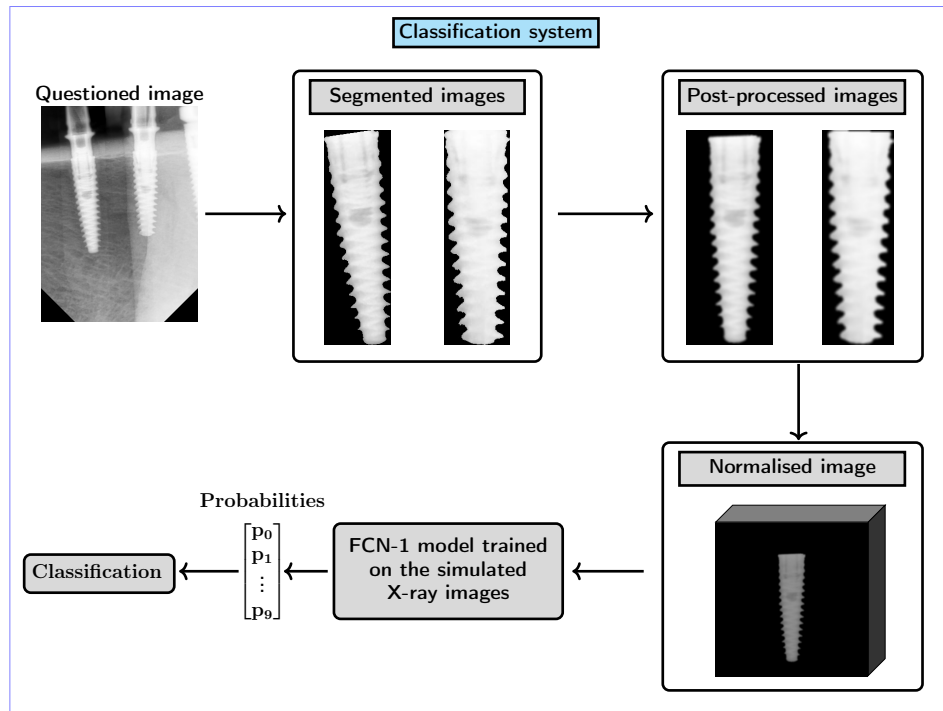 Classification system
Questioned image
Segmented images
Post-processed images
Normalised image
FCN-1 model trained
on the simulated
X-ray images
Probabilities
p₀
p₁
⋮
p₉
Classification